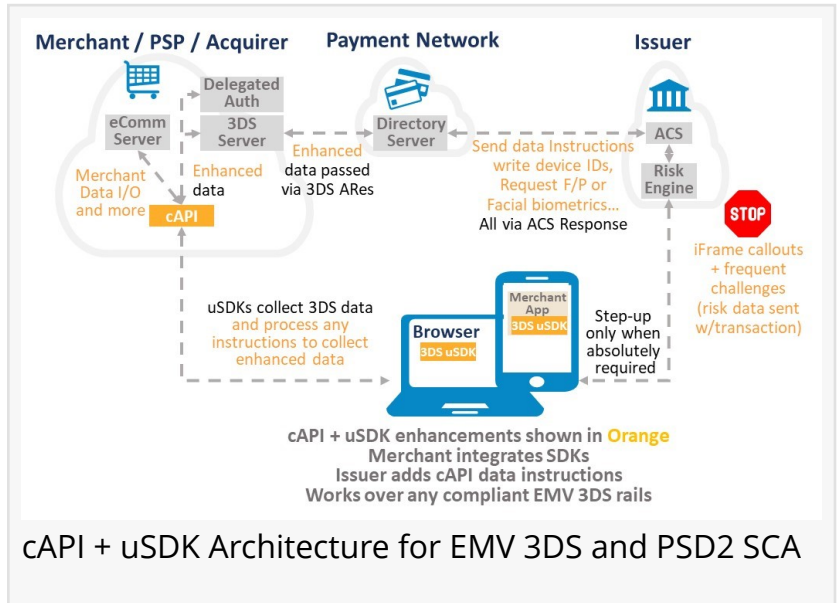 Merchant / PSP / Acquirer
Payment Network
Issuer
Delegated
Auth
eComm
Server
3DS
Server
Directory
Server
ACS
Risk
Engine
Merchant
Data I/O
and more
Enhanced
data
cAPI
Enhanced
data passed
via 3DS ARes
Send data Instructions
write device IDs,
Request F/P or
Facial biometrics...
All via ACS Response
STOP
iFrame callouts
+ frequent
challenges
(risk data sent
w/transaction)
uSDKs collect 3DS data
and process any
instructions to collect
enhanced data
Browser
3DS uSDK
Merchant
App
3DS uSDK
Step-up
only when
absolutely
required
cAPI + uSDK enhancements shown in Orange
Merchant integrates SDKs
Issuer adds cAPI data instructions
Works over any compliant EMV 3DS rails
cAPI + uSDK Architecture for EMV 3DS and PSD2 SCA